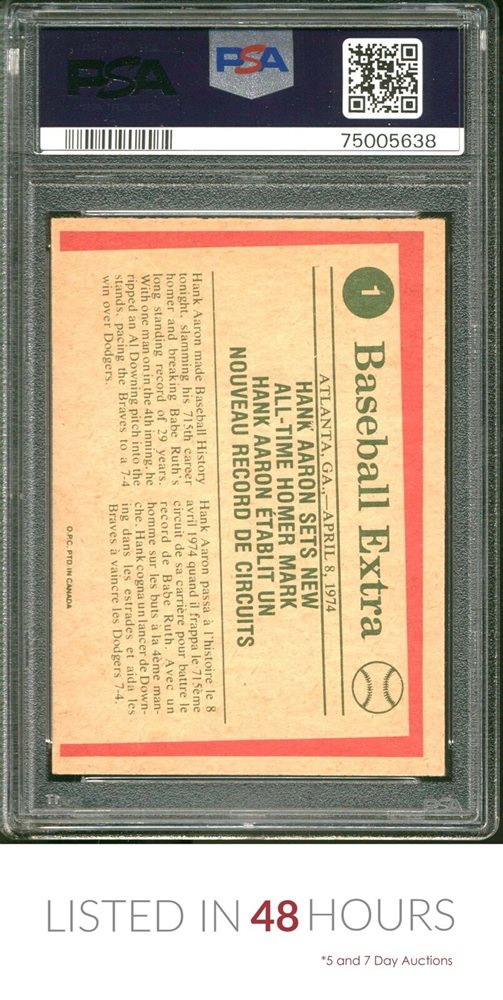 PSA
PSA
75005638
1
Baseball Extra
ATLANTA, GA., — APRIL 8, 1974
HANK AARON SETS NEW
ALL-TIME HOMER MARK
HANK AARON ÉTABLIT UN
NOUVEAU RECORD DE CIRCUITS
Hank Aaron made Baseball History
tonight, slamming his 715th career
homer and breaking Babe Ruth's
long standing record of 29 years.
With one man on in the 4th inning, he
ripped an Al Downing pitch into the
stands, pacing the Braves to a 7-4
win over Dodgers.
Hank Aaron passa à l'histoire le 8
avril 1974 quand il frappa le 715ème
circuit de sa carrière pour battre le
record de Babe Ruth. Avec un
homme sur les buts à la 4ème man-
che, Hank cogna un lancer de Down-
ing dans les estrades et aida les
Braves à vaincre les Dodgers 7-4.
O.P.C. PTD. IN CANADA
PSA
LISTED IN 48 HOURS
*5 and 7 Day Auctions